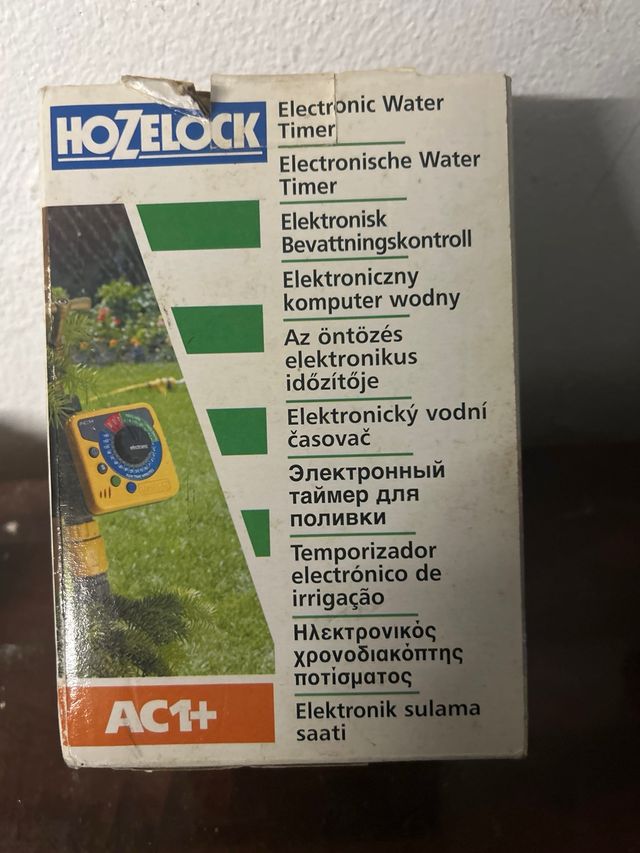 HOZELOCK
Electronic Water
Timer
Electronische Water
Timer
Elektronisk
Bevattningskontroll
Elektroniczny
komputer wodny
Az öntözés
elektronikus
időzítője
Elektronický vodní
časovač
Электронный
таймер для
поливки
Temporizador
electrónico de
irrigação
Ηλεκτρονικός
χρονοδιακόπτης
ποτίσματος
Elektronik sulama
saati
AC1+